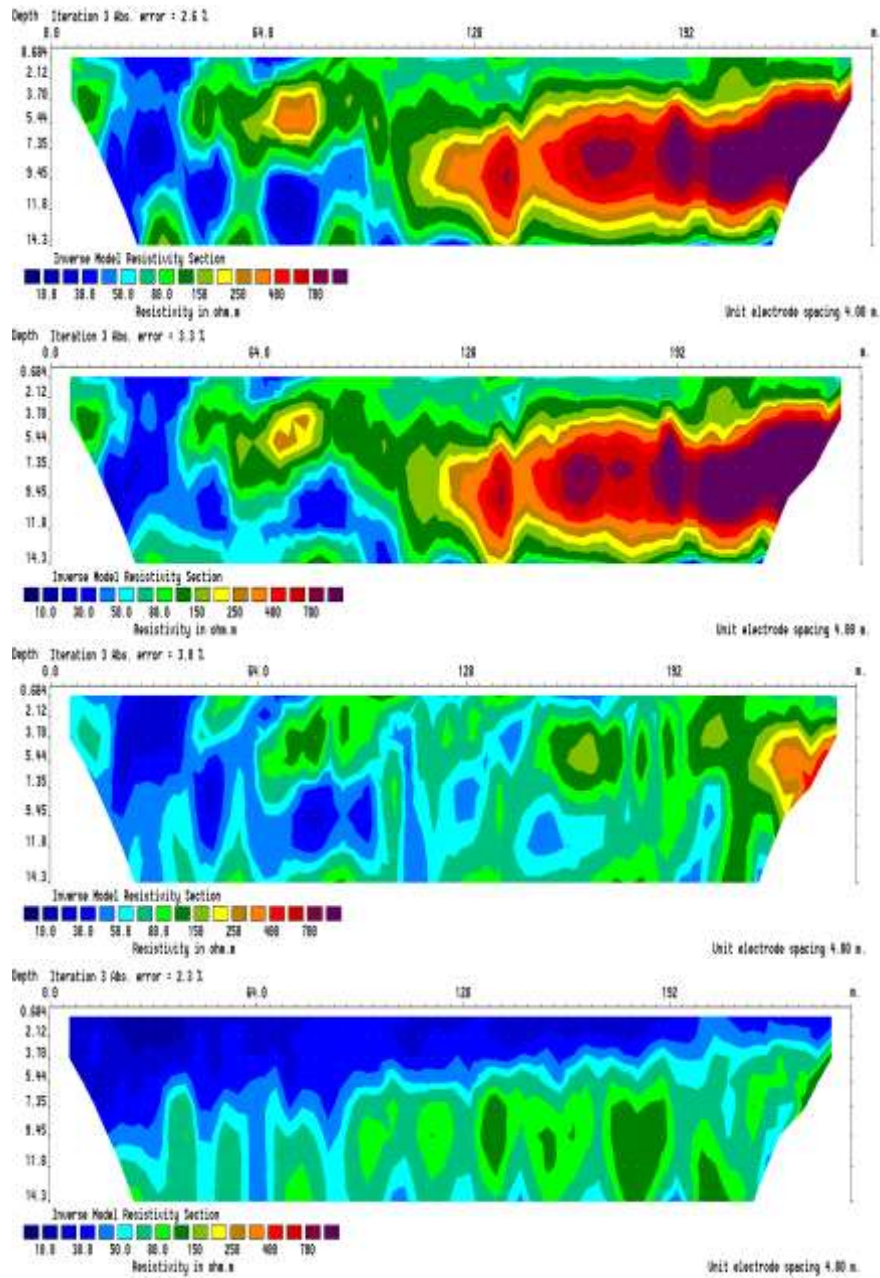 Depth Iteration 3 Abs. error = 2.6 %
0.0 64.0 128 192 m.
0.684
2.12
3.70
5.44
7.35
9.45
11.8
14.3
Inverse Model Resistivity Section
10.0 30.0 50.0 80.0 150 250 400 700
Resistivity in ohm.m
Unit electrode spacing 4.00 m.
Depth Iteration 3 Abs. error = 3.3 %
0.0 64.0 128 192 m.
0.684
2.12
3.70
5.44
7.35
9.45
11.8
14.3
Inverse Model Resistivity Section
10.0 30.0 50.0 80.0 150 250 400 700
Resistivity in ohm.m
Unit electrode spacing 4.00 m.
Depth Iteration 3 Abs. error = 3.8 %
0.0 64.0 128 192 m.
0.684
2.12
3.70
5.44
7.35
9.45
11.8
14.3
Inverse Model Resistivity Section
10.0 30.0 50.0 80.0 150 250 400 700
Resistivity in ohm.m
Unit electrode spacing 4.00 m.
Depth Iteration 3 Abs. error = 2.3 %
0.0 64.0 128 192 m.
0.684
2.12
3.70
5.44
7.35
9.45
11.8
14.3
Inverse Model Resistivity Section
10.0 30.0 50.0 80.0 150 250 400 700
Resistivity in ohm.m
Unit electrode spacing 4.00 m.